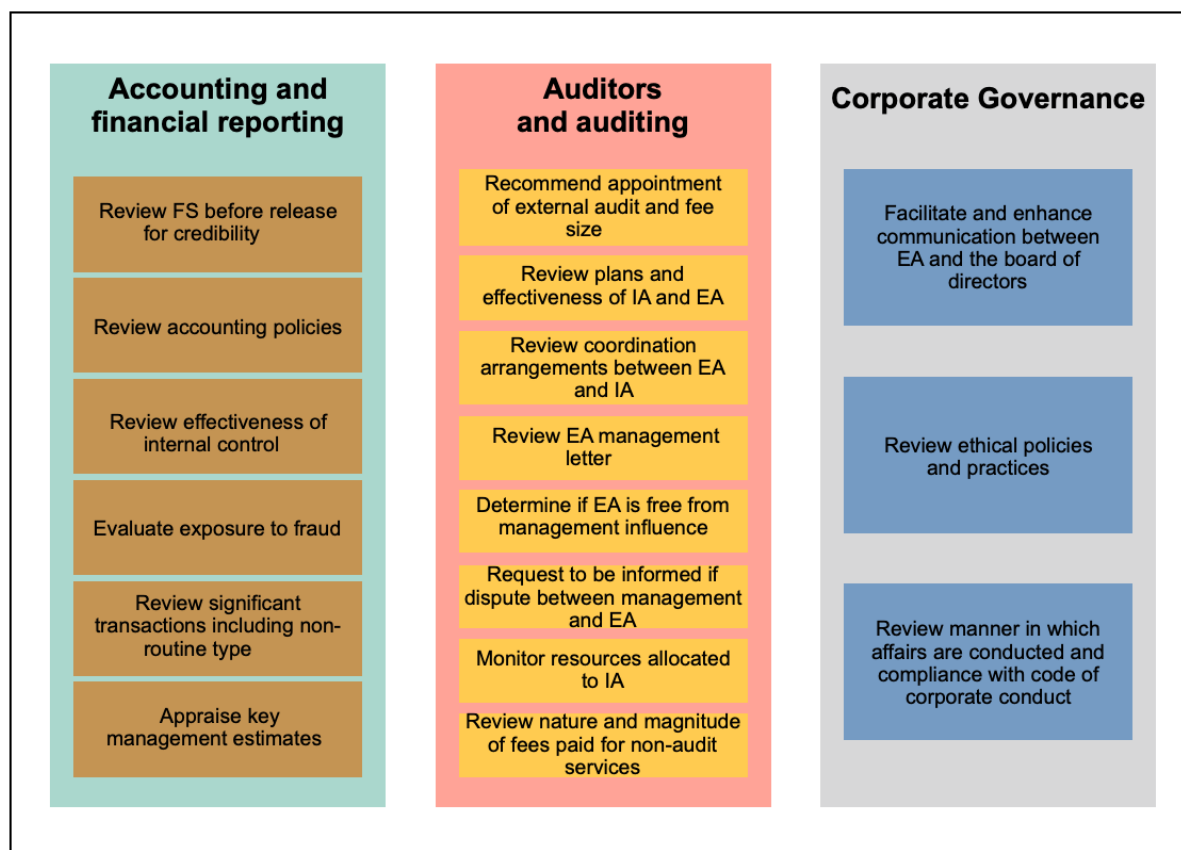 Accounting and
financial reporting
Review FS before release
for credibility
Review accounting policies
Review effectiveness of
internal control
Evaluate exposure to fraud
Review significant
transactions including non-
routine type
Appraise key
management estimates
Auditors
and auditing
Recommend appointment
of external audit and fee
size
Review plans and
effectiveness of IA and EA
Review coordination
arrangements between EA
and IA
Review EA management
letter
Determine if EA is free from
management influence
Request to be informed if
dispute between management
and EA
Monitor resources allocated
to IA
Review nature and magnitude
of fees paid for non-audit
services
Corporate Governance
Facilitate and enhance
communication between
EA and the board of
directors
Review ethical policies
and practices
Review manner in which
affairs are conducted and
compliance with code of
corporate conduct